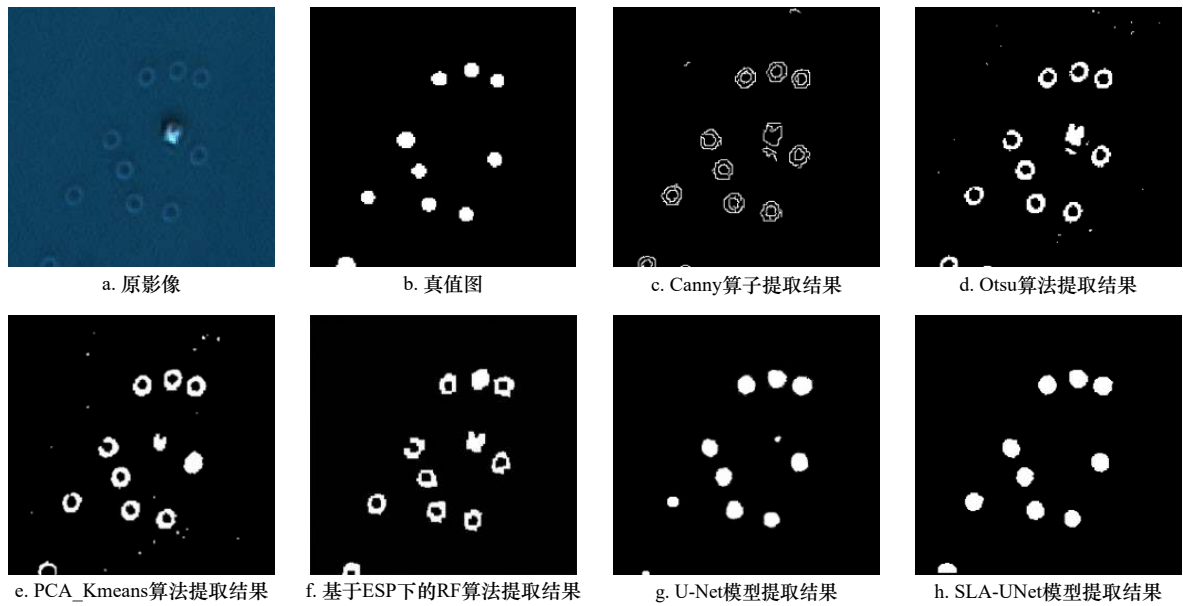 a. 原影像
b. 真值图
c. Canny算子提取结果
d. Otsu算法提取结果
e. PCA_Kmeans算法提取结果
f. 基于ESP下的RF算法提取结果
g. U-Net模型提取结果
h. SLA-UNet模型提取结果